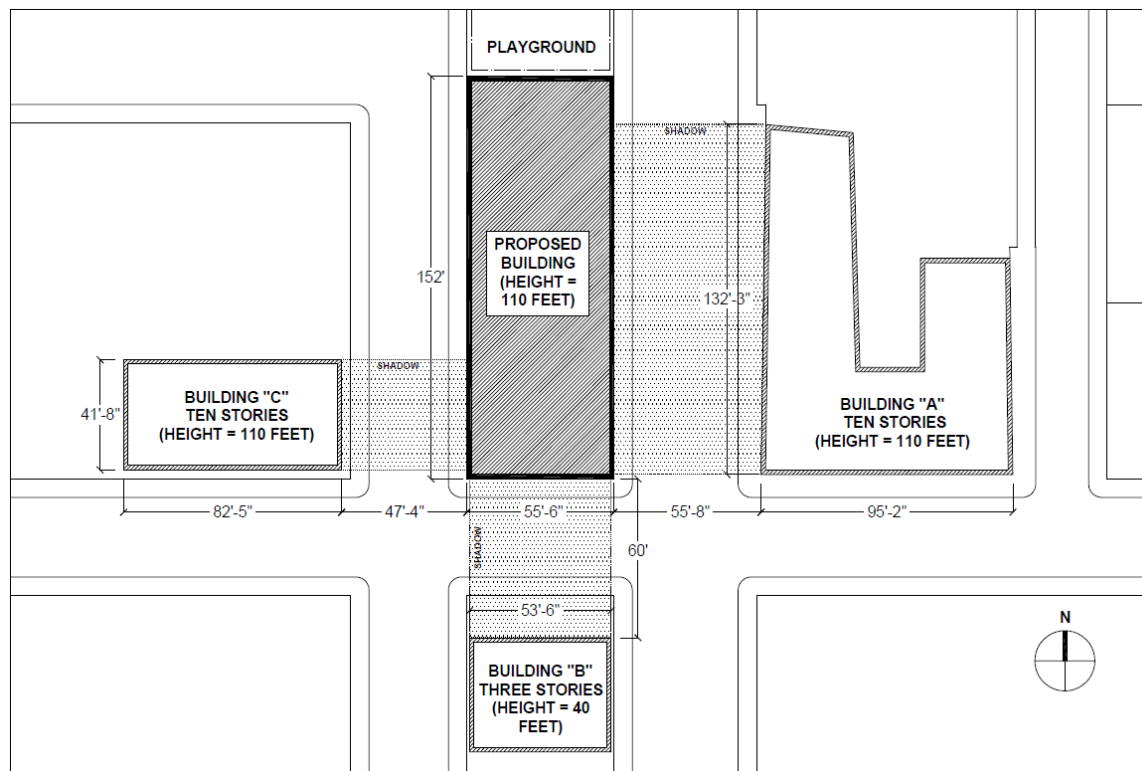 PLAYGROUND
SHADOW
152'
PROPOSED
BUILDING
(HEIGHT =
110 FEET)
132'-3"
SHADOW
41'-8"
BUILDING "C"
TEN STORIES
(HEIGHT = 110 FEET)
BUILDING "A"
TEN STORIES
(HEIGHT = 110 FEET)
82'-5"
47'-4"
55'-6"
55'-8"
95'-2"
SHADOW
60'
53'-6"
N
BUILDING "B"
THREE STORIES
(HEIGHT = 40
FEET)